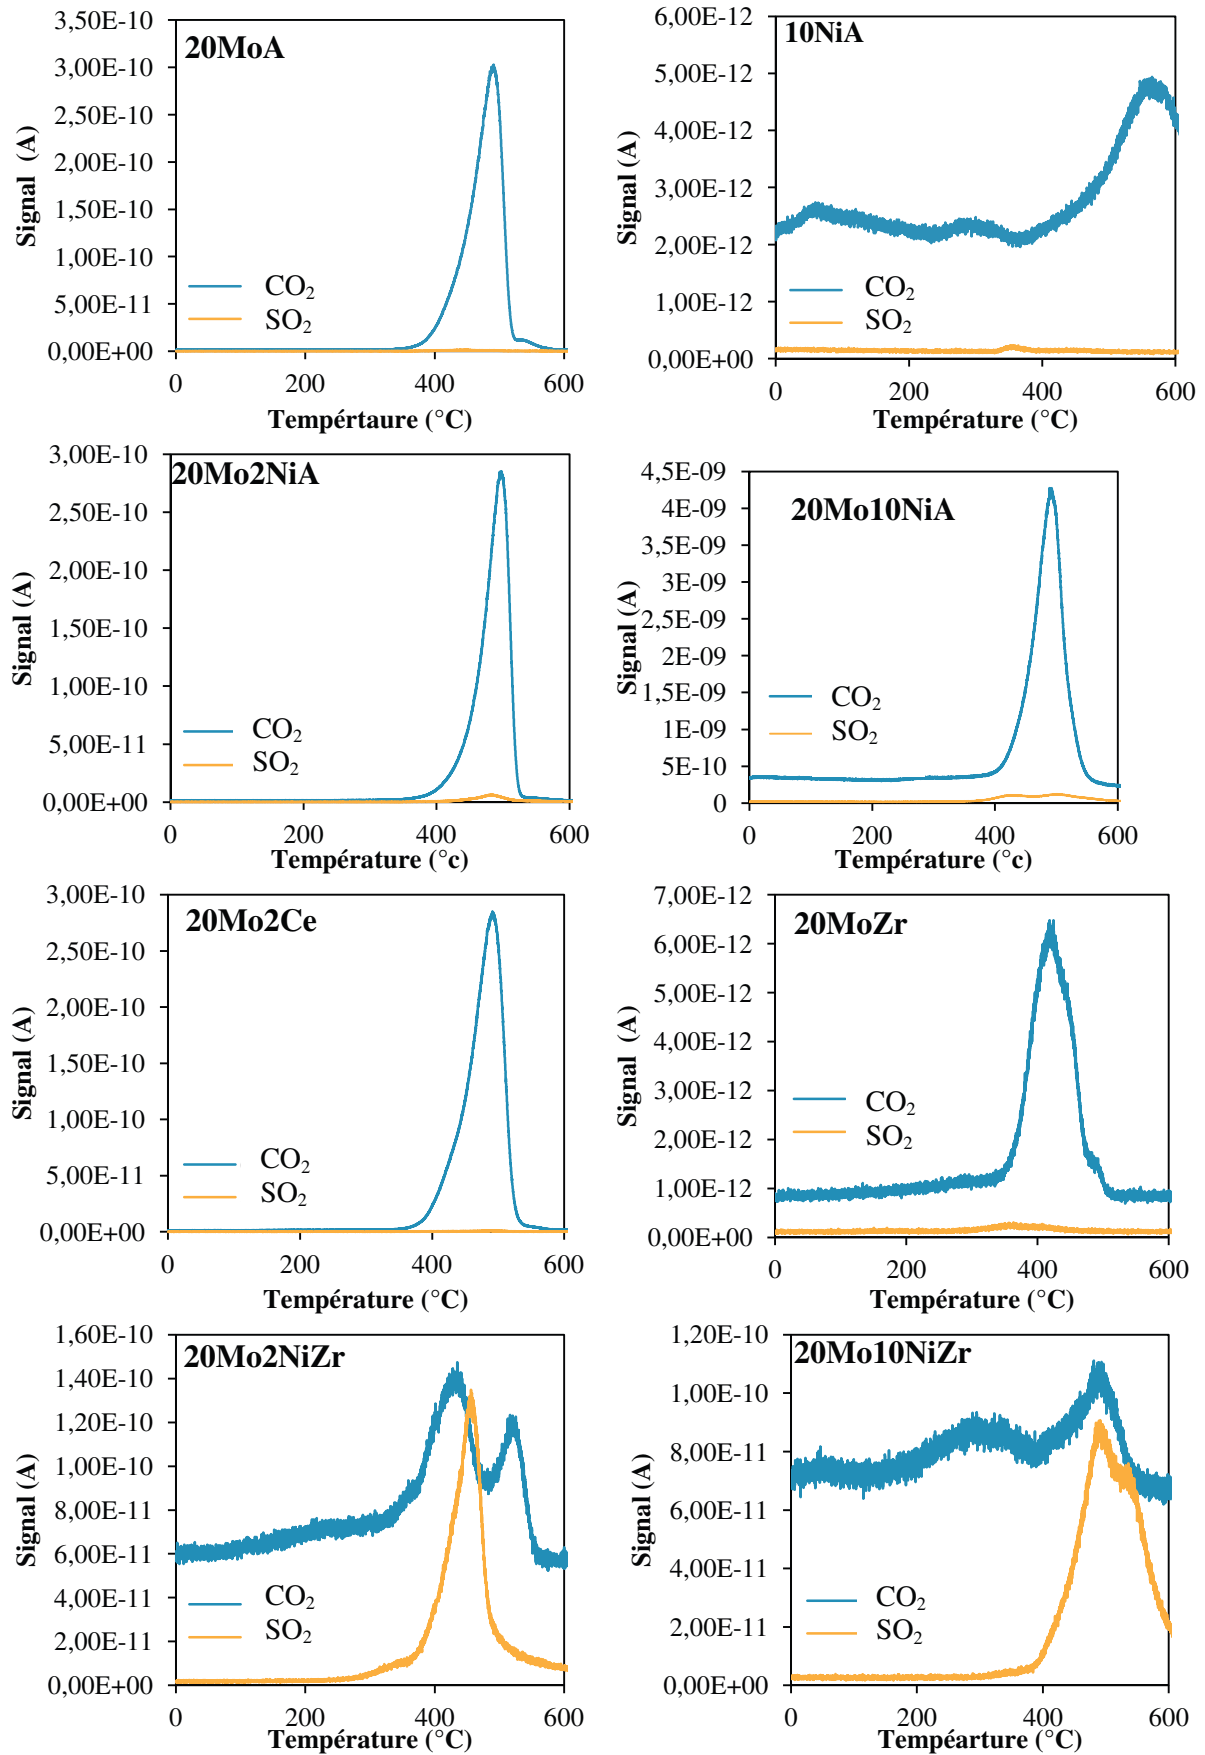 20MoA
3,50E-10
3,00E-10
2,50E-10
2,00E-10
1,50E-10
1,00E-10
5,00E-11
0,00E+00
Signal (A)
CO2
SO2
0 200 400 600
Tempértaure (°C)
10NiA
6,00E-12
5,00E-12
4,00E-12
3,00E-12
2,00E-12
1,00E-12
0,00E+00
Signal (A)
CO2
SO2
0 200 400 600
Température (°C)
20Mo2NiA
3,00E-10
2,50E-10
2,00E-10
1,50E-10
1,00E-10
5,00E-11
0,00E+00
Signal (A)
CO2
SO2
0 200 400 600
Température (°c)
20Mo10NiA
4,5E-09
4E-09
3,5E-09
3E-09
2,5E-09
2E-09
1,5E-09
1E-09
5E-10
0
Signal (A)
CO2
SO2
0 200 400 600
Température (°c)
20Mo2Ce
3,00E-10
2,50E-10
2,00E-10
1,50E-10
1,00E-10
5,00E-11
0,00E+00
Signal (A)
CO2
SO2
0 200 400 600
Température (°C)
20MoZr
7,00E-12
6,00E-12
5,00E-12
4,00E-12
3,00E-12
2,00E-12
1,00E-12
0,00E+00
Signal (A)
CO2
SO2
0 200 400 600
Température (°C)
20Mo2NiZr
1,60E-10
1,40E-10
1,20E-10
1,00E-10
8,00E-11
6,00E-11
4,00E-11
2,00E-11
0,00E+00
Signal (A)
CO2
SO2
0 200 400 600
Température (°C)
20Mo10NiZr
1,20E-10
1,00E-10
8,00E-11
6,00E-11
4,00E-11
2,00E-11
0,00E+00
Signal (A)
CO2
SO2
0 200 400 600
Tempéarture (°C)